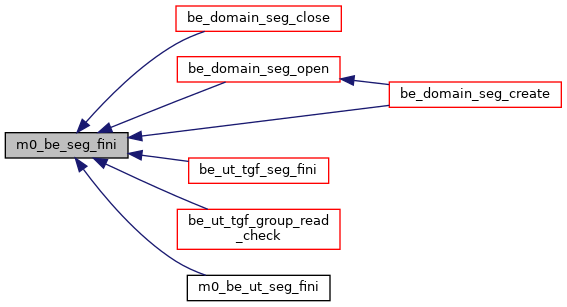 be_domain_seg_close
be_domain_seg_open
be_domain_seg_create
m0_be_seg_fini
be_ut_tgf_seg_fini
be_ut_tgf_group_read
_check
m0_be_ut_seg_fini